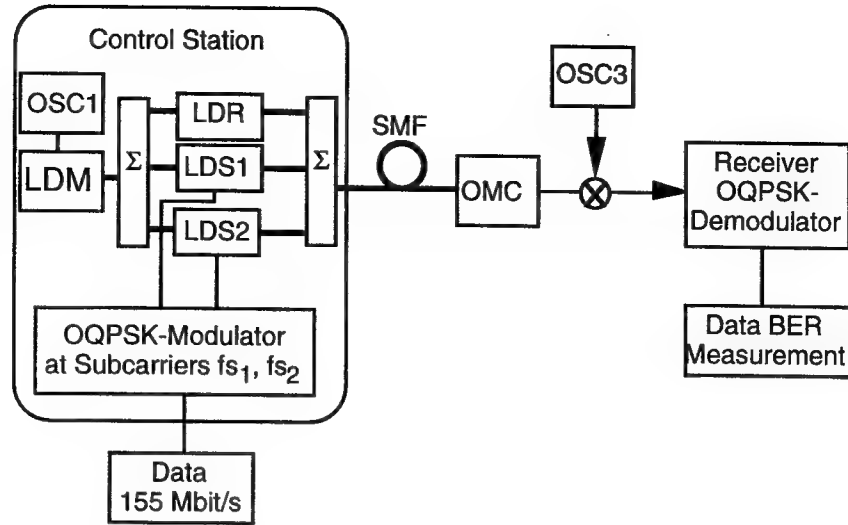 Control Station
OSC1
LDM
Σ
LDR
LDS1
LDS2
Σ
OQPSK-Modulator
at Subcarriers fs₁, fs₂
Data
155 Mbit/s
SMF
OMC
OSC3
Receiver
OQPSK-
Demodulator
Data BER
Measurement